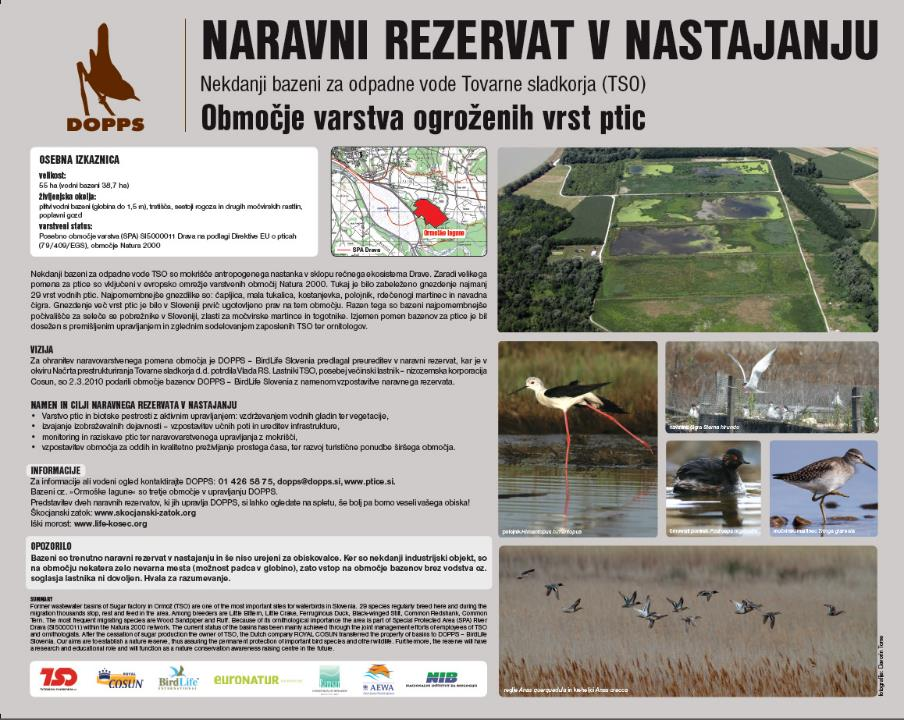 DOPPS
NARAVNI REZERVAT V NASTAJANJU
Nekdanji bazeni za odpadne vode Tovarne sladkorja (TSO)
Območje varstva ogroženih vrst ptic
OSEBNA IZKAZNICA
velikost:
55 ha (vodni bazeni 38,7 ha)
življenjska okolja:
plitvi vodni bazeni (globina do 1,5 m), trstišča, sestoji rogoza in drugih močvirskih rastlin,
poplavni gozd
varstveni status:
Posebno območje varstva (SPA) SI5000011 Drava na podlagi Direktive EU o pticah
(79/409/EGS), območje Natura 2000
Ormoške lagune
SPA Drava
Nekdanji bazeni za odpadne vode TSO so mokrišče antropogenega nastanka v sklopu rečnega ekosistema Drave. Zaradi velikega
pomena za ptice so vključeni v evropsko omrežje varstvenih območij Natura 2000. Tukaj je bilo zabeleženo gnezdenje najmanj
29 vrst vodnih ptic. Najpomembnejše gnezdilke so: čapljica, mala tukalica, kostanjevka, polojnik, rdečenogi martinec in navadna
čigra. Gnezdenje več vrst ptic je bilo v Sloveniji prvič ugotovljeno prav na tem območju. Razen tega so bazeni najpomembnejše
počivališče za seleče se pobrežnike v Sloveniji, zlasti za močvirske martince in togotnike. Izjemen pomen bazenov za ptice je bil
dosežen s premišljenim upravljanjem in zglednim sodelovanjem zaposlenih TSO ter ornitologov.
VIZIJA
Za ohranitev naravovarstvenega pomena območja je DOPPS – BirdLife Slovenia predlagal preureditev v naravni rezervat, kar je v
okviru Načrta prestrukturiranja Tovarne sladkorja d.d. potrdila Vlada RS. Lastniki TSO, posebej večinski lastnik – nizozemska korporacija
Cosun, so 2.3.2010 podarili območje bazenov DOPPS – BirdLife Slovenia z namenom vzpostavitve naravnega rezervata.
NAMEN IN CILJI NARAVNEGA REZERVATA V NASTAJANJU
• Varstvo ptic in biotske pestrosti z aktivnim upravljanjem: vzdrževanjem vodnih gladin ter vegetacije,
• izvajanje izobraževalnih dejavnosti – vzpostavitev učnih poti in ureditev infrastrukture,
• monitoring in raziskave ptic ter naravovarstvenega upravljanja z mokrišči,
• vzpostavitev območja za oddih in kvalitetno preživljanje prostega časa, ter razvoj turistične ponudbe širšega območja.
INFORMACIJE
Za informacije ali vodeni ogled kontaktirajte DOPPS: 01 426 58 75, dopps@dopps.si, www.ptice.si.
Bazeni oz. »Ormoške lagune« so tretje območje v upravljanju DOPPS.
Predstavitev dveh naravnih rezervatov, ki jih upravlja DOPPS, si lahko ogledate na spletu, še bolj pa bomo veseli vašega obiska!
Škocjanski zatok: www.skocjanski-zatok.org
Iški morost: www.life-kosec.org
OPOZORILO
Bazeni so trenutno naravni rezervat v nastajanju in še niso urejeni za obiskovalce. Ker so nekdanji industrijski objekt, so
na območju nekatera zelo nevarna mesta (možnost padca v globino), zato vstop na območje bazenov brez vodstva oz.
soglasja lastnika ni dovoljen. Hvala za razumevanje.
SUMMARY
Former wastewater basins of Sugar factory in Ormož (TSO) are one of the most important sites for waterbirds in Slovenia. 29 species regularly breed here and during the
migration thousands stop, rest and feed in the area. Among breeders are Little Bittern, Little Crake, Ferruginous Duck, Black-winged Stilt, Common Redshank, Common
Tern. The most frequent migrating species are Wood Sandpiper and Ruff. Because of its ornithological importance the area is part of Special Protected Area (SPA) River
Drava (SI5000011) within the Natura 2000 network. The current status of the basins has been mainly achieved through the joint management efforts of employees of TSO
and ornithologists. After the cessation of sugar production the owner of TSO, the Dutch company ROYAL COSUN transferred the property of basins to DOPPS – BirdLife
Slovenia. Our aims are to establish a nature reserve, thus assuring the permanent protection of important bird species and other wildlife. Furthermore, the reserve will have
a research and educational role and will function as a nature conservation awareness raising centre in the future.
TSO
ROYAL
COSUN
BirdLife
INTERNATIONAL
EURONATUR
AEWA
NIB
NACIONALNI INŠTITUT ZA BIOLOGIJO
navadna čigra Sterna hirundo
polojnik Himantopus himantopus
močvirski martinec Tringa glareola
reglje Anas querquedula in kreheljci Anas crecca
fotografije: Davorin Tome